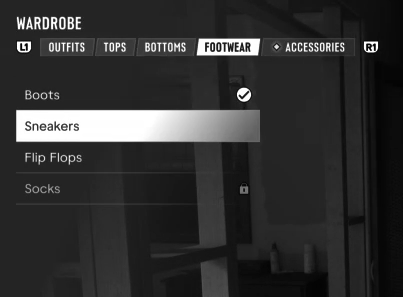 WARDROBE
L1 OUTFITS TOPS BOTTOMS FOOTWEAR ACCESSORIES R1
Boots
Sneakers
Flip Flops
Socks